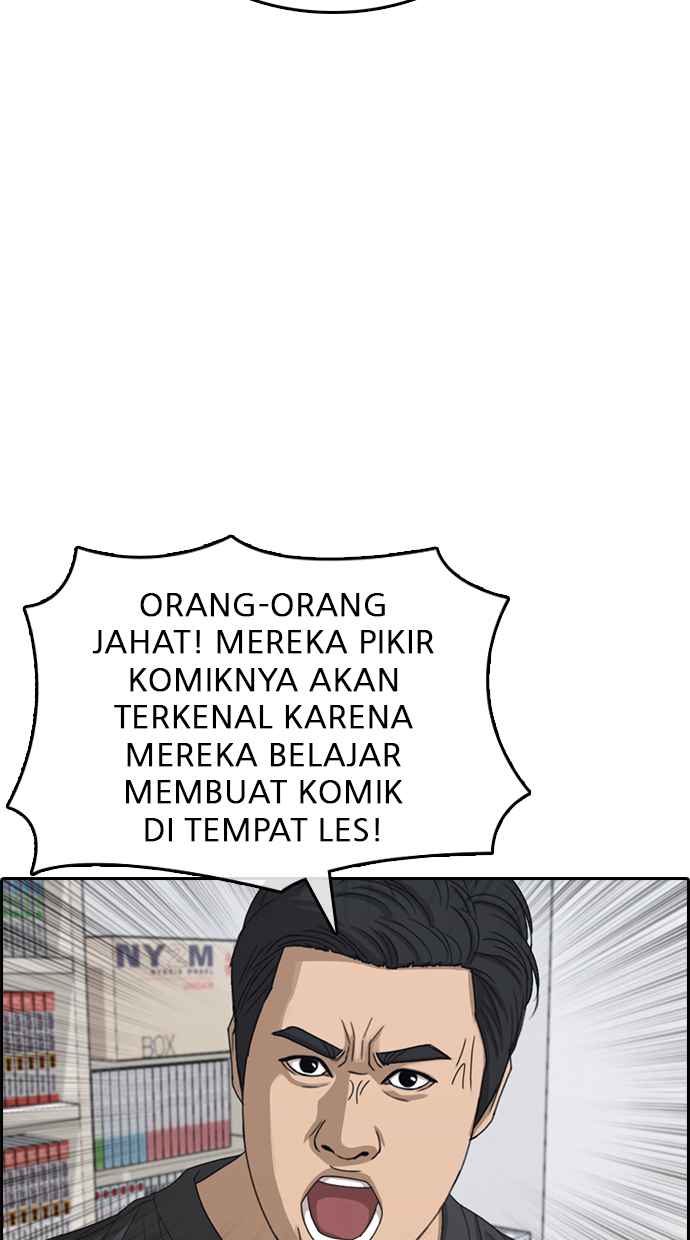 ORANG-ORANG
JAHAT! MEREKA PIKIR
KOMIKNYA AKAN
TERKENAL KARENA
MEREKA BELAJAR
MEMBUAT KOMIK
DI TEMPAT LES!
BOX